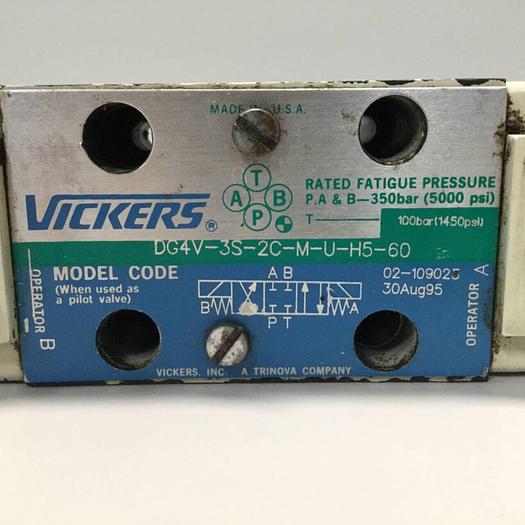 MADE IN U.S.A.
VICKERS®
T
A B
P
RATED FATIGUE PRESSURE
P.A & B-350bar (5000 psi)
T 100bar(1450psi)
DG4V-3S-2C-M-U-H5-60
MODEL CODE
(When used as
a pilot valve)
OPERATOR B
A B
B A
P T
02-109025
30Aug95
OPERATOR A
VICKERS, INC. A TRINOVA COMPANY